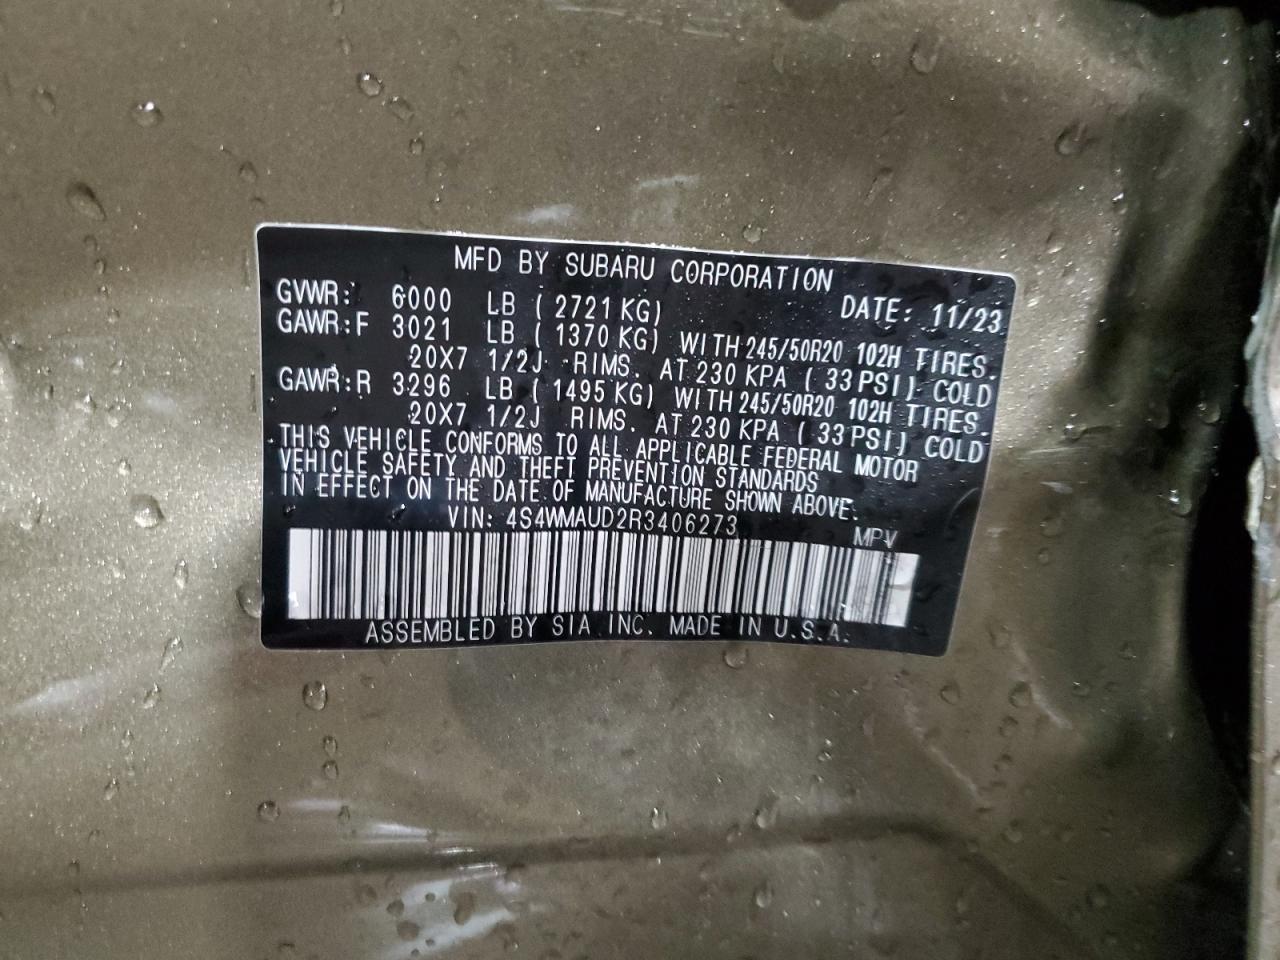 MFD BY SUBARU CORPORATION
GVWR: 6000 LB ( 2721 KG) DATE: 11/23
GAWR:F 3021 LB ( 1370 KG) WITH 245/50R20 102H TIRES.
20X7 1/2J RIMS. AT 230 KPA ( 33 PSI) COLD
GAWR:R 3296 LB ( 1495 KG) WITH 245/50R20 102H TIRES.
20X7 1/2J RIMS. AT 230 KPA ( 33 PSI) COLD
THIS VEHICLE CONFORMS TO ALL APPLICABLE FEDERAL MOTOR
VEHICLE SAFETY AND THEFT PREVENTION STANDARDS
IN EFFECT ON THE DATE OF MANUFACTURE SHOWN ABOVE.
VIN: 4S4WMAUD2R3406273 MPV
ASSEMBLED BY SIA INC. MADE IN U.S.A.